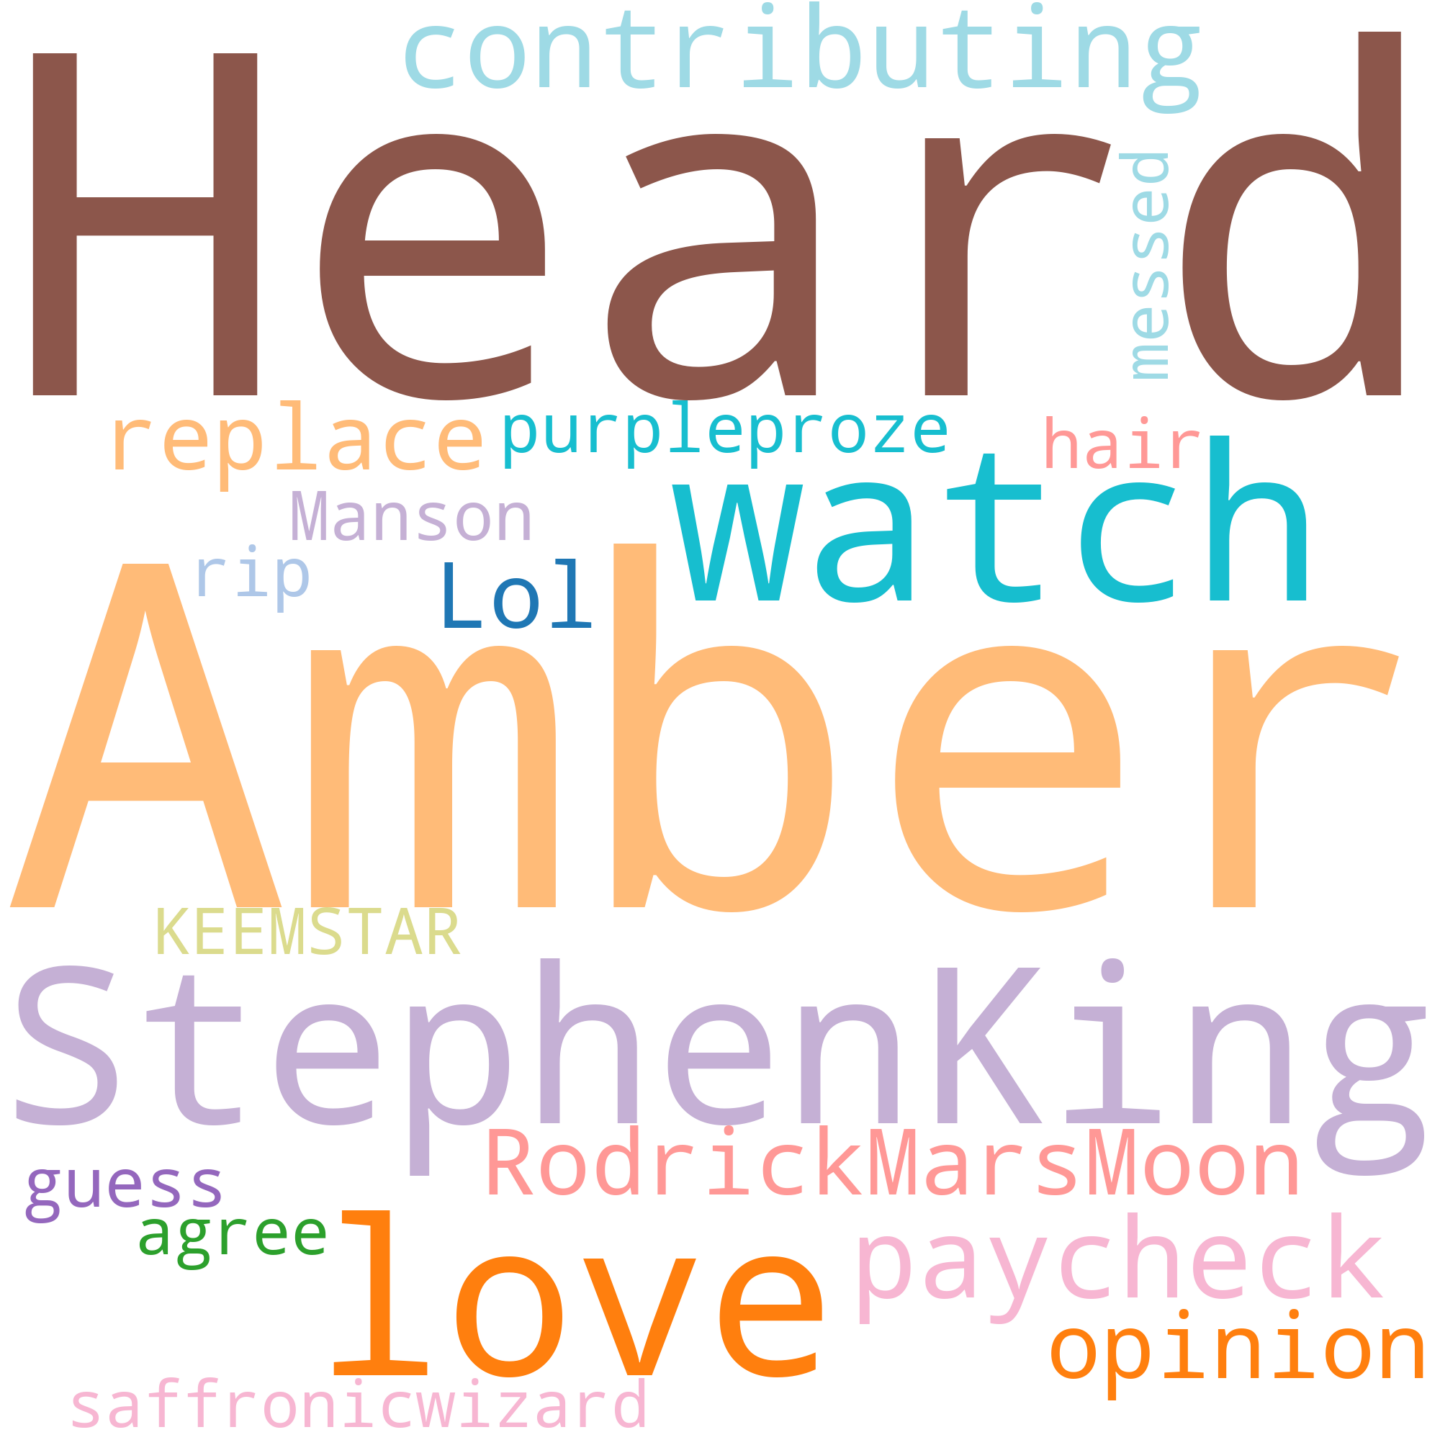 contributing
Heard
messed
replace
purpleproze
hair
Manson
watch
rip
Lol
Amber
KEEMSTAR
StephenKing
RodrickMarsMoon
guess
agree
love
paycheck
opinion
saffronicwizard